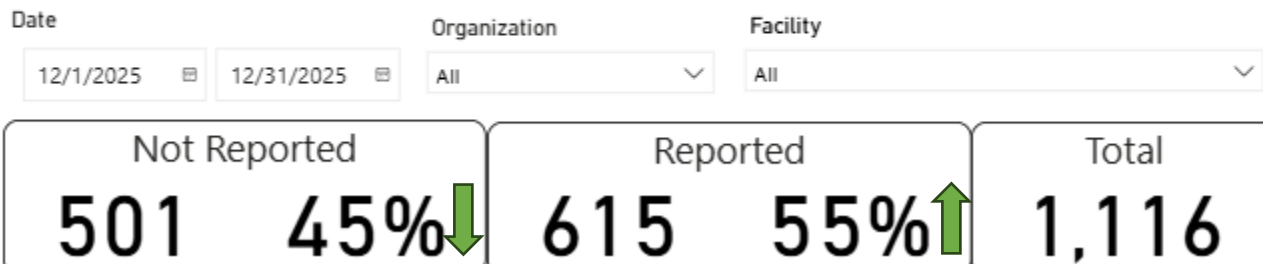 Date
Organization
Facility
12/1/2025 12/31/2025 All All
Not Reported Reported Total
501 45% 615 55% 1,116